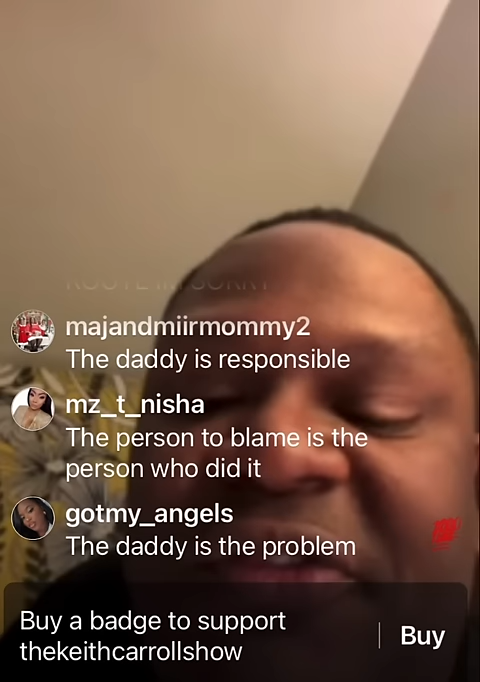 majandmiirmommy2
The daddy is responsible
mz_t_nisha
The person to blame is the
person who did it
gotmy_angels
The daddy is the problem
Buy a badge to support
thekeithcarrollshow
Buy